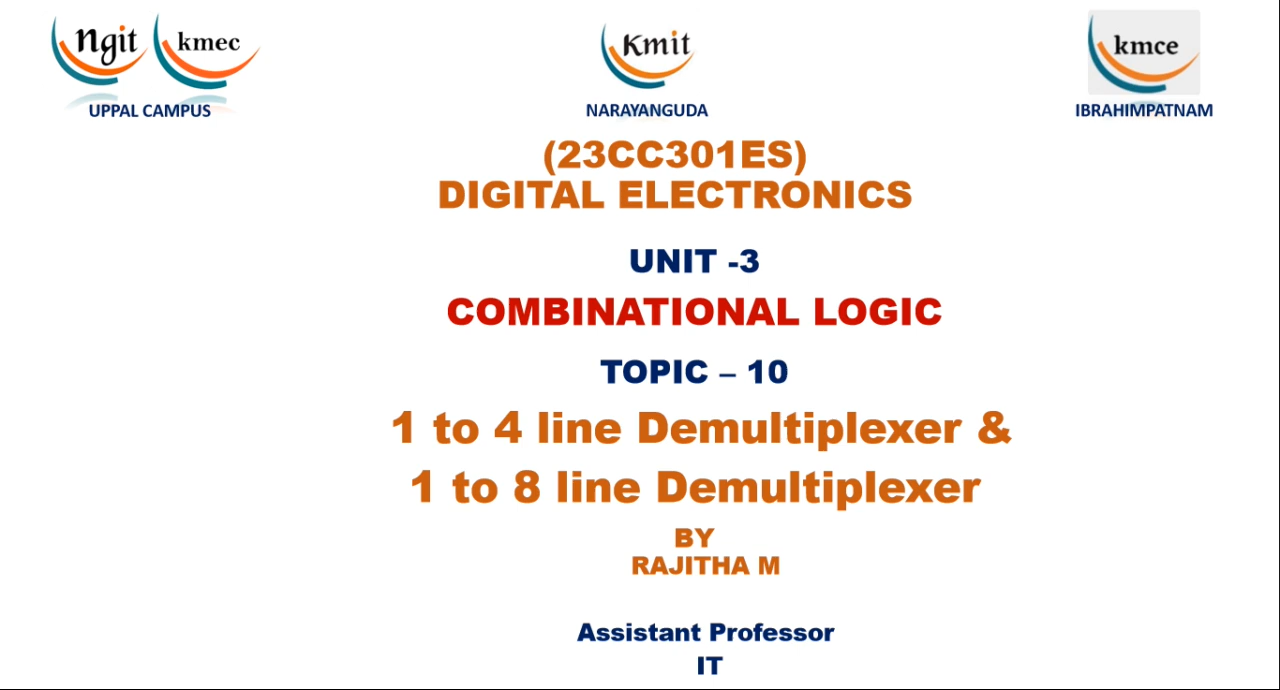 ngit kmec Kmit kmce
UPPAL CAMPUS NARAYANGUDA IBRAHIMPATNAM
(23CC301ES)
DIGITAL ELECTRONICS
UNIT -3
COMBINATIONAL LOGIC
TOPIC – 10
1 to 4 line Demultiplexer &
1 to 8 line Demultiplexer
BY
RAJITHA M
Assistant Professor
IT